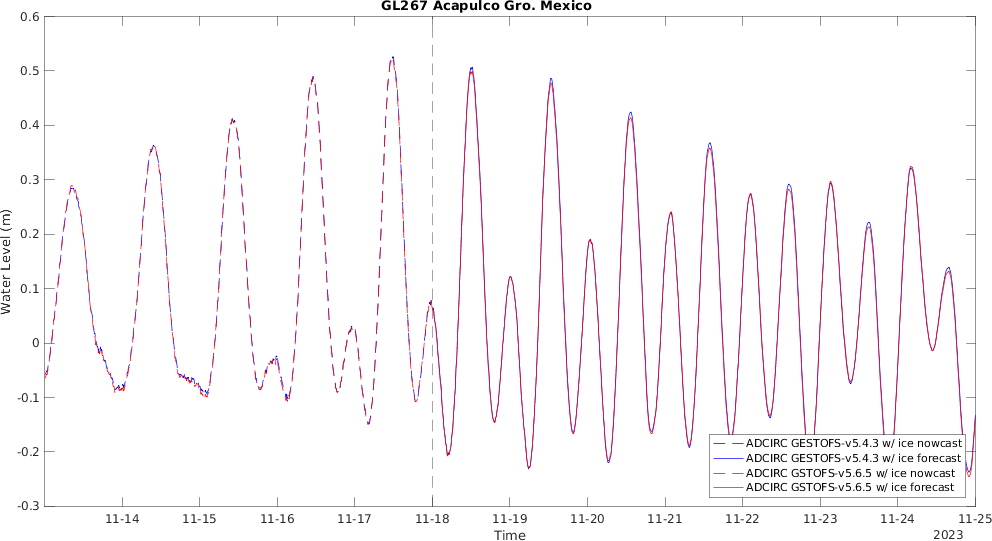 GL267 Acapulco Gro. Mexico
0.6
0.5
0.4
0.3
0.2
0.1
0
-0.1
-0.2
-0.3
Water Level (m)
ADCIRC GESTOFS-v5.4.3 w/ ice nowcast
ADCIRC GESTOFS-v5.4.3 w/ ice forecast
ADCIRC GSTOFS-v5.6.5 w/ ice nowcast
ADCIRC GSTOFS-v5.6.5 w/ ice forecast
11-14 11-15 11-16 11-17 11-18 11-19 11-20 11-21 11-22 11-23 11-24 11-25
Time
2023